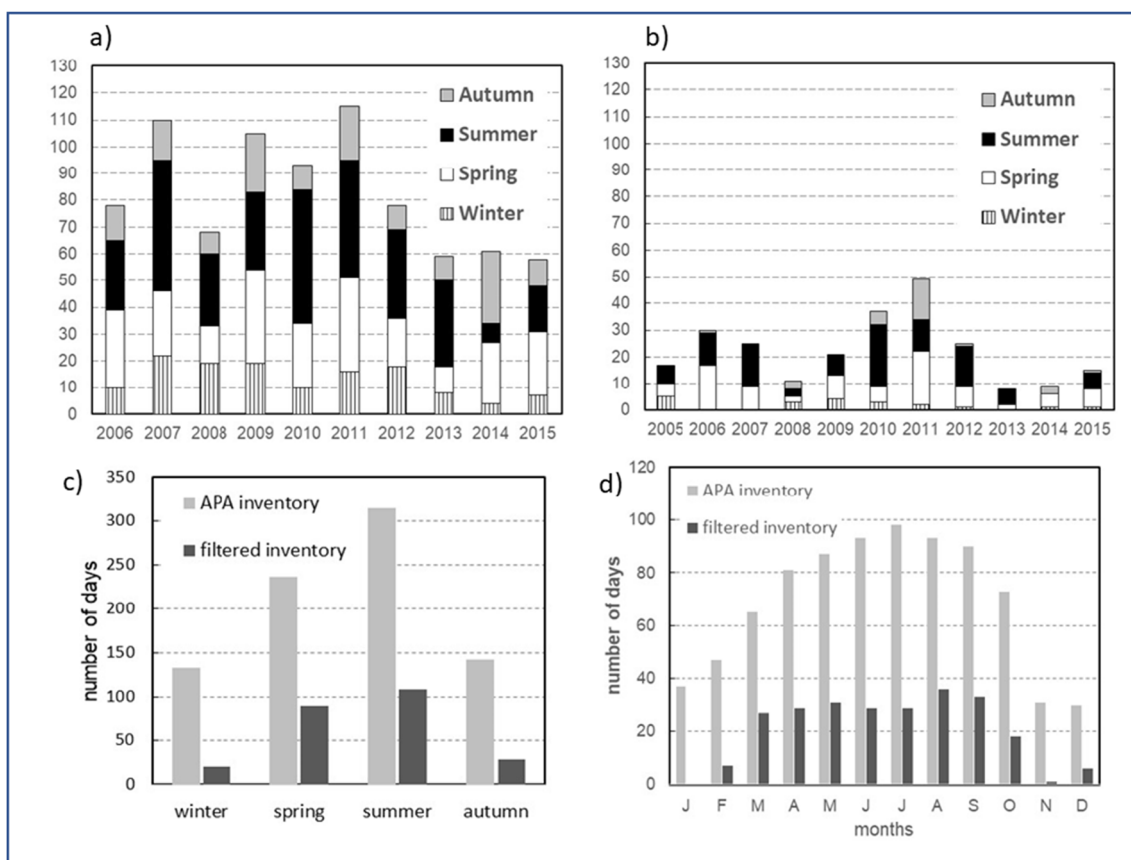 a)
130
120
110
100
90
80
70
60
50
40
30
20
10
0
Autumn
Summer
Spring
Winter
2006 2007 2008 2009 2010 2011 2012 2013 2014 2015
b)
130
120
110
100
90
80
70
60
50
40
30
20
10
0
Autumn
Summer
Spring
Winter
2005 2006 2007 2008 2009 2010 2011 2012 2013 2014 2015
c)
number of days
350
300
250
200
150
100
50
0
APA inventory
filtered inventory
winter spring summer autumn
d)
number of days
120
100
80
60
40
20
0
APA inventory
filtered inventory
J F M A M J J A S O N D
months